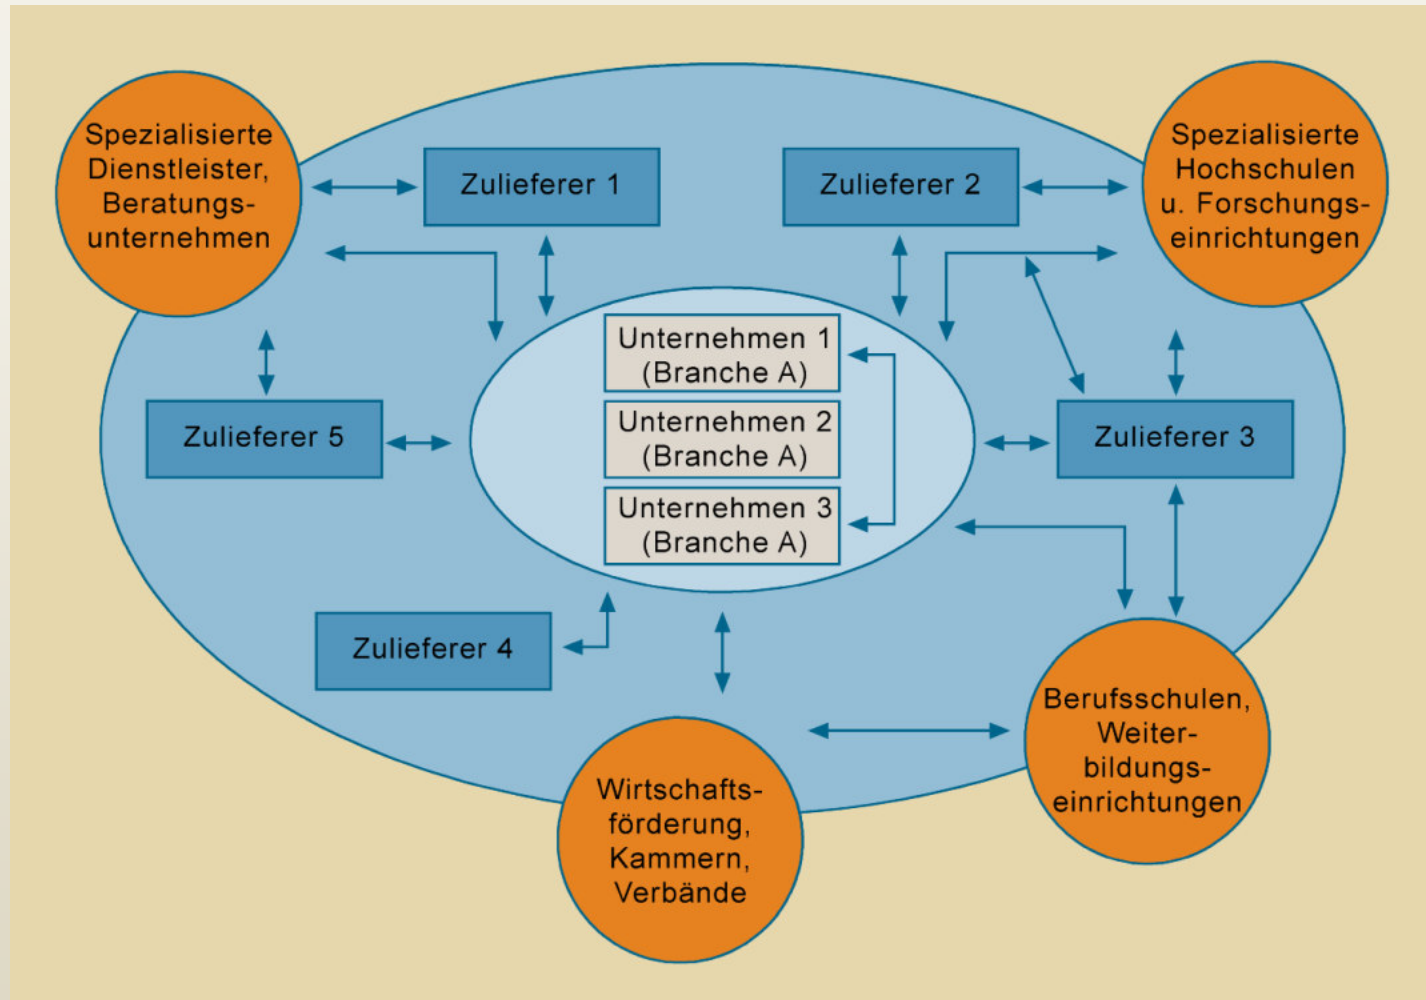 Spezialisierte
Dienstleister,
Beratungs-
unternehmen
Zulieferer 1
Zulieferer 2
Spezialisierte
Hochschulen
u. Forschungs-
einrichtungen
Unternehmen 1
(Branche A)
Unternehmen 2
(Branche A)
Unternehmen 3
(Branche A)
Zulieferer 5
Zulieferer 3
Zulieferer 4
Wirtschafts-
förderung,
Kammern,
Verbände
Berufsschulen,
Weiter-
bildungs-
einrichtungen